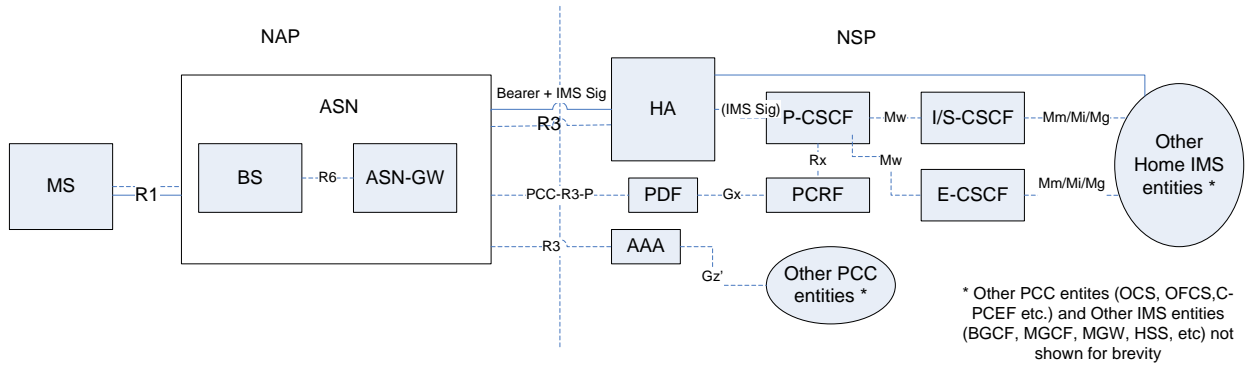 NAP
NSP
ASN
Bearer + IMS Sig
R3
HA
(IMS Sig)
P-CSCF
Mw
I/S-CSCF
Mm/Mi/Mg
Other
Home IMS
entities *
MS
R1
BS
R6
ASN-GW
Rx
Mw
PCC-R3-P
PDF
Gx
PCRF
E-CSCF
Mm/Mi/Mg
R3
AAA
Gz'
Other PCC
entities *
* Other PCC entites (OCS, OFCS,C-
PCEF etc.) and Other IMS entities
(BGCF, MGCF, MGW, HSS, etc) not
shown for brevity